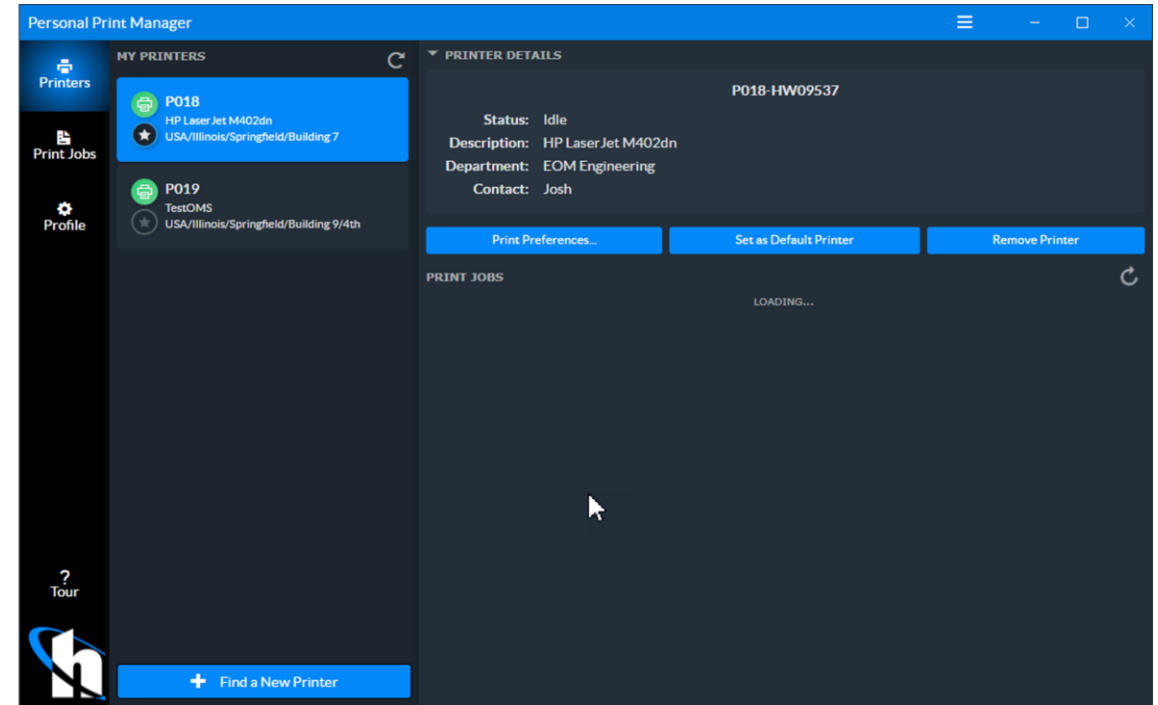 Personal Print Manager
Printers
Print Jobs
Profile
?
Tour
MY PRINTERS
P018
HP LaserJet M402dn
USA/Illinois/Springfield/Building 7
P019
TestOMS
USA/Illinois/Springfield/Building 9/4th
Find a New Printer
PRINTER DETAILS
P018-HW09537
Status: Idle
Description: HP LaserJet M402dn
Department: EOM Engineering
Contact: Josh
Print Preferences...
Set as Default Printer
Remove Printer
PRINT JOBS
LOADING...